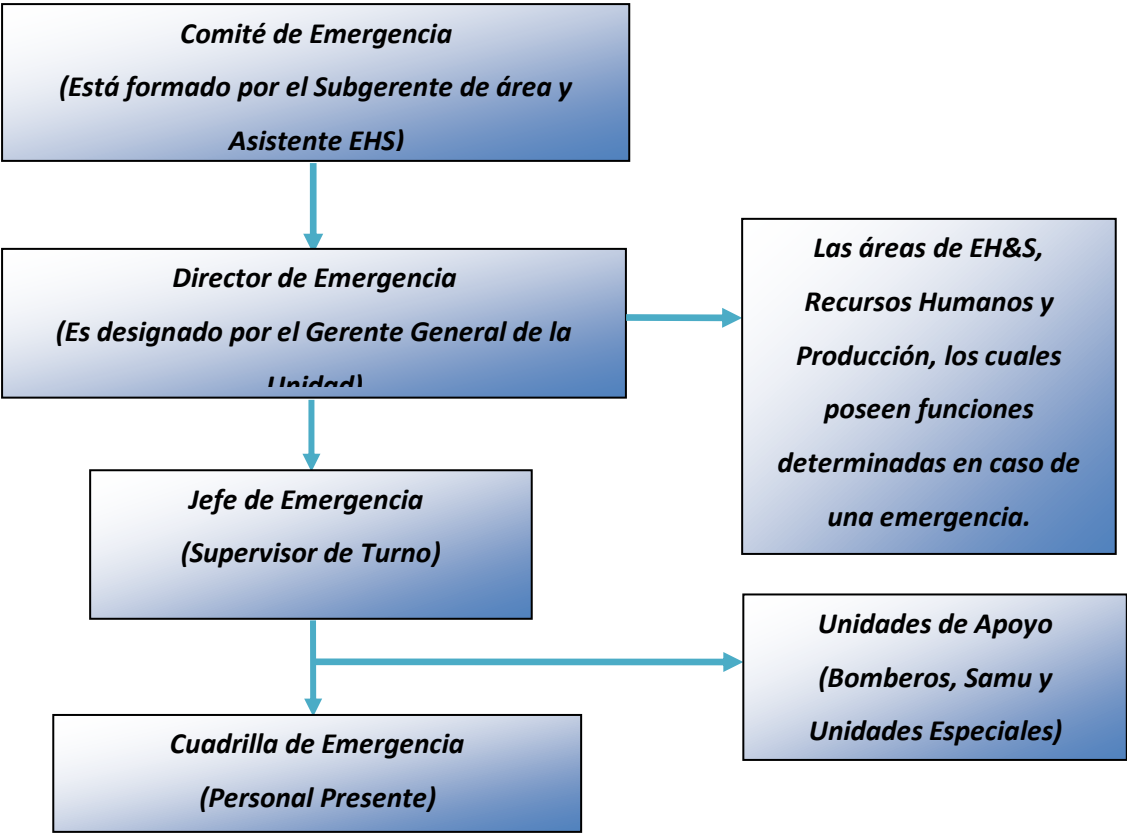 Comité de Emergencia
(Está formado por el Subgerente de área y
Asistente EHS)
Director de Emergencia
(Es designado por el Gerente General de la
Unidad)
Las áreas de EH&S,
Recursos Humanos y
Producción, los cuales
poseen funciones
determinadas en caso de
una emergencia.
Jefe de Emergencia
(Supervisor de Turno)
Unidades de Apoyo
(Bomberos, Samu y
Unidades Especiales)
Cuadrilla de Emergencia
(Personal Presente)